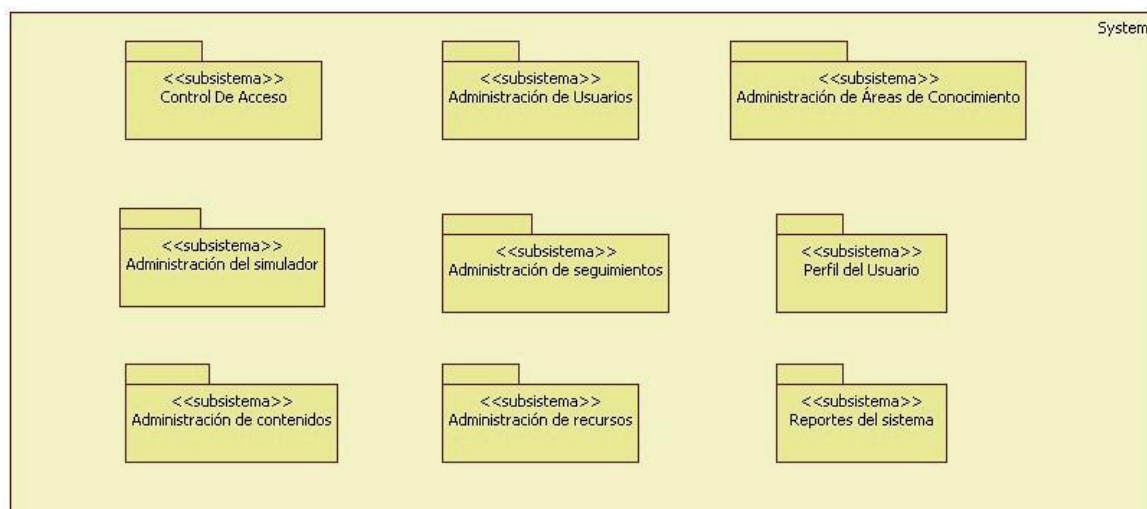 System
<<subsistema>>
Control De Acceso
<<subsistema>>
Administración de Usuarios
<<subsistema>>
Administración de Áreas de Conocimiento
<<subsistema>>
Administración del simulador
<<subsistema>>
Administración de seguimientos
<<subsistema>>
Perfil del Usuario
<<subsistema>>
Administración de contenidos
<<subsistema>>
Administración de recursos
<<subsistema>>
Reportes del sistema